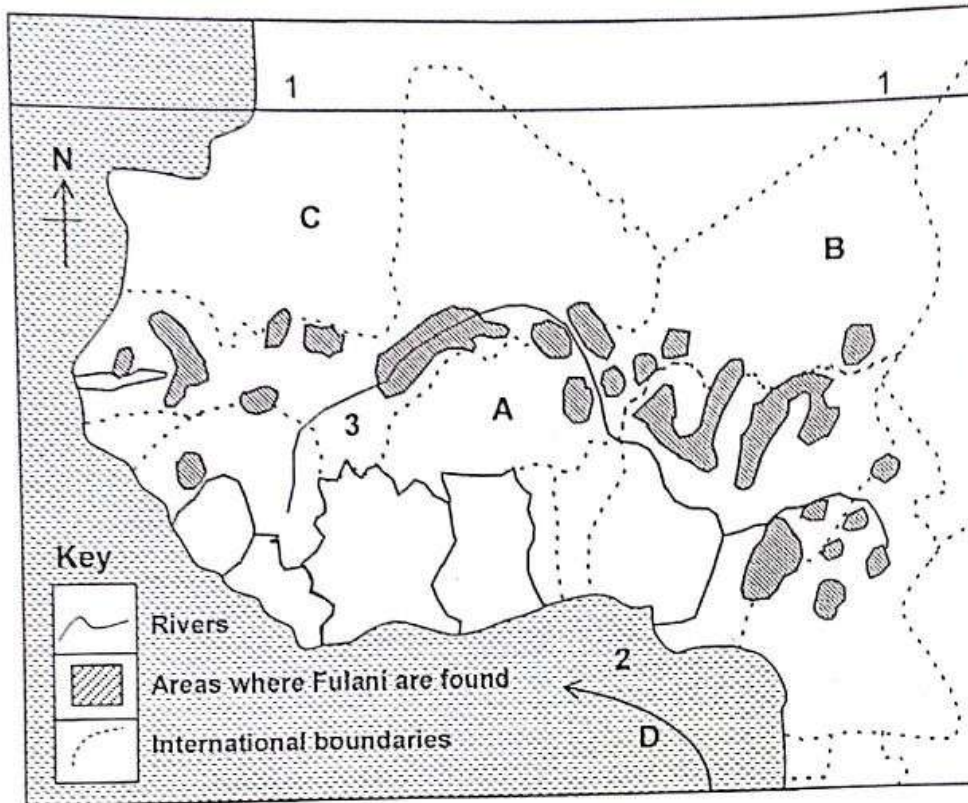 1
1
N
C
B
A
3
Key
Rivers
Areas where Fulani are found
International boundaries
2
D